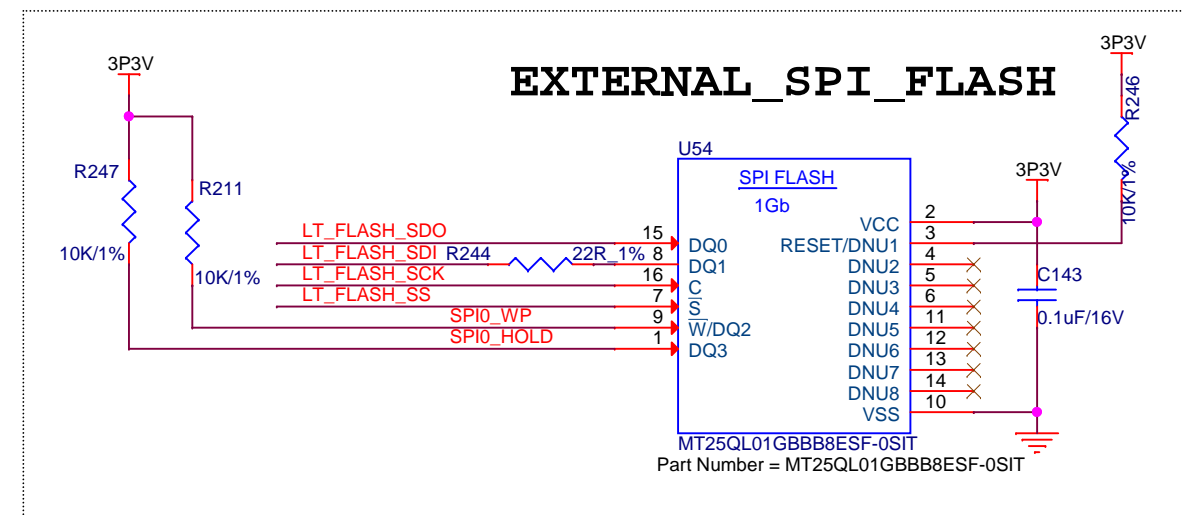 EXTERNAL_SPI_FLASH
3P3V
3P3V
3P3V
R246
10K/1%
R247
10K/1%
R211
10K/1%
U54
SPI FLASH
1Gb
LT_FLASH_SDO
15
DQ0
LT_FLASH_SDI
R244
22R_1%
8
DQ1
LT_FLASH_SCK
16
C
LT_FLASH_SS
7
S
SPI0_WP
9
W/DQ2
SPI0_HOLD
1
DQ3
VCC
2
RESET/DNU1
3
DNU2
4
DNU3
5
DNU4
6
DNU5
11
DNU6
12
DNU7
13
DNU8
14
VSS
10
C143
0.1uF/16V
MT25QL01GBBB8ESF-0SIT
Part Number = MT25QL01GBBB8ESF-0SIT